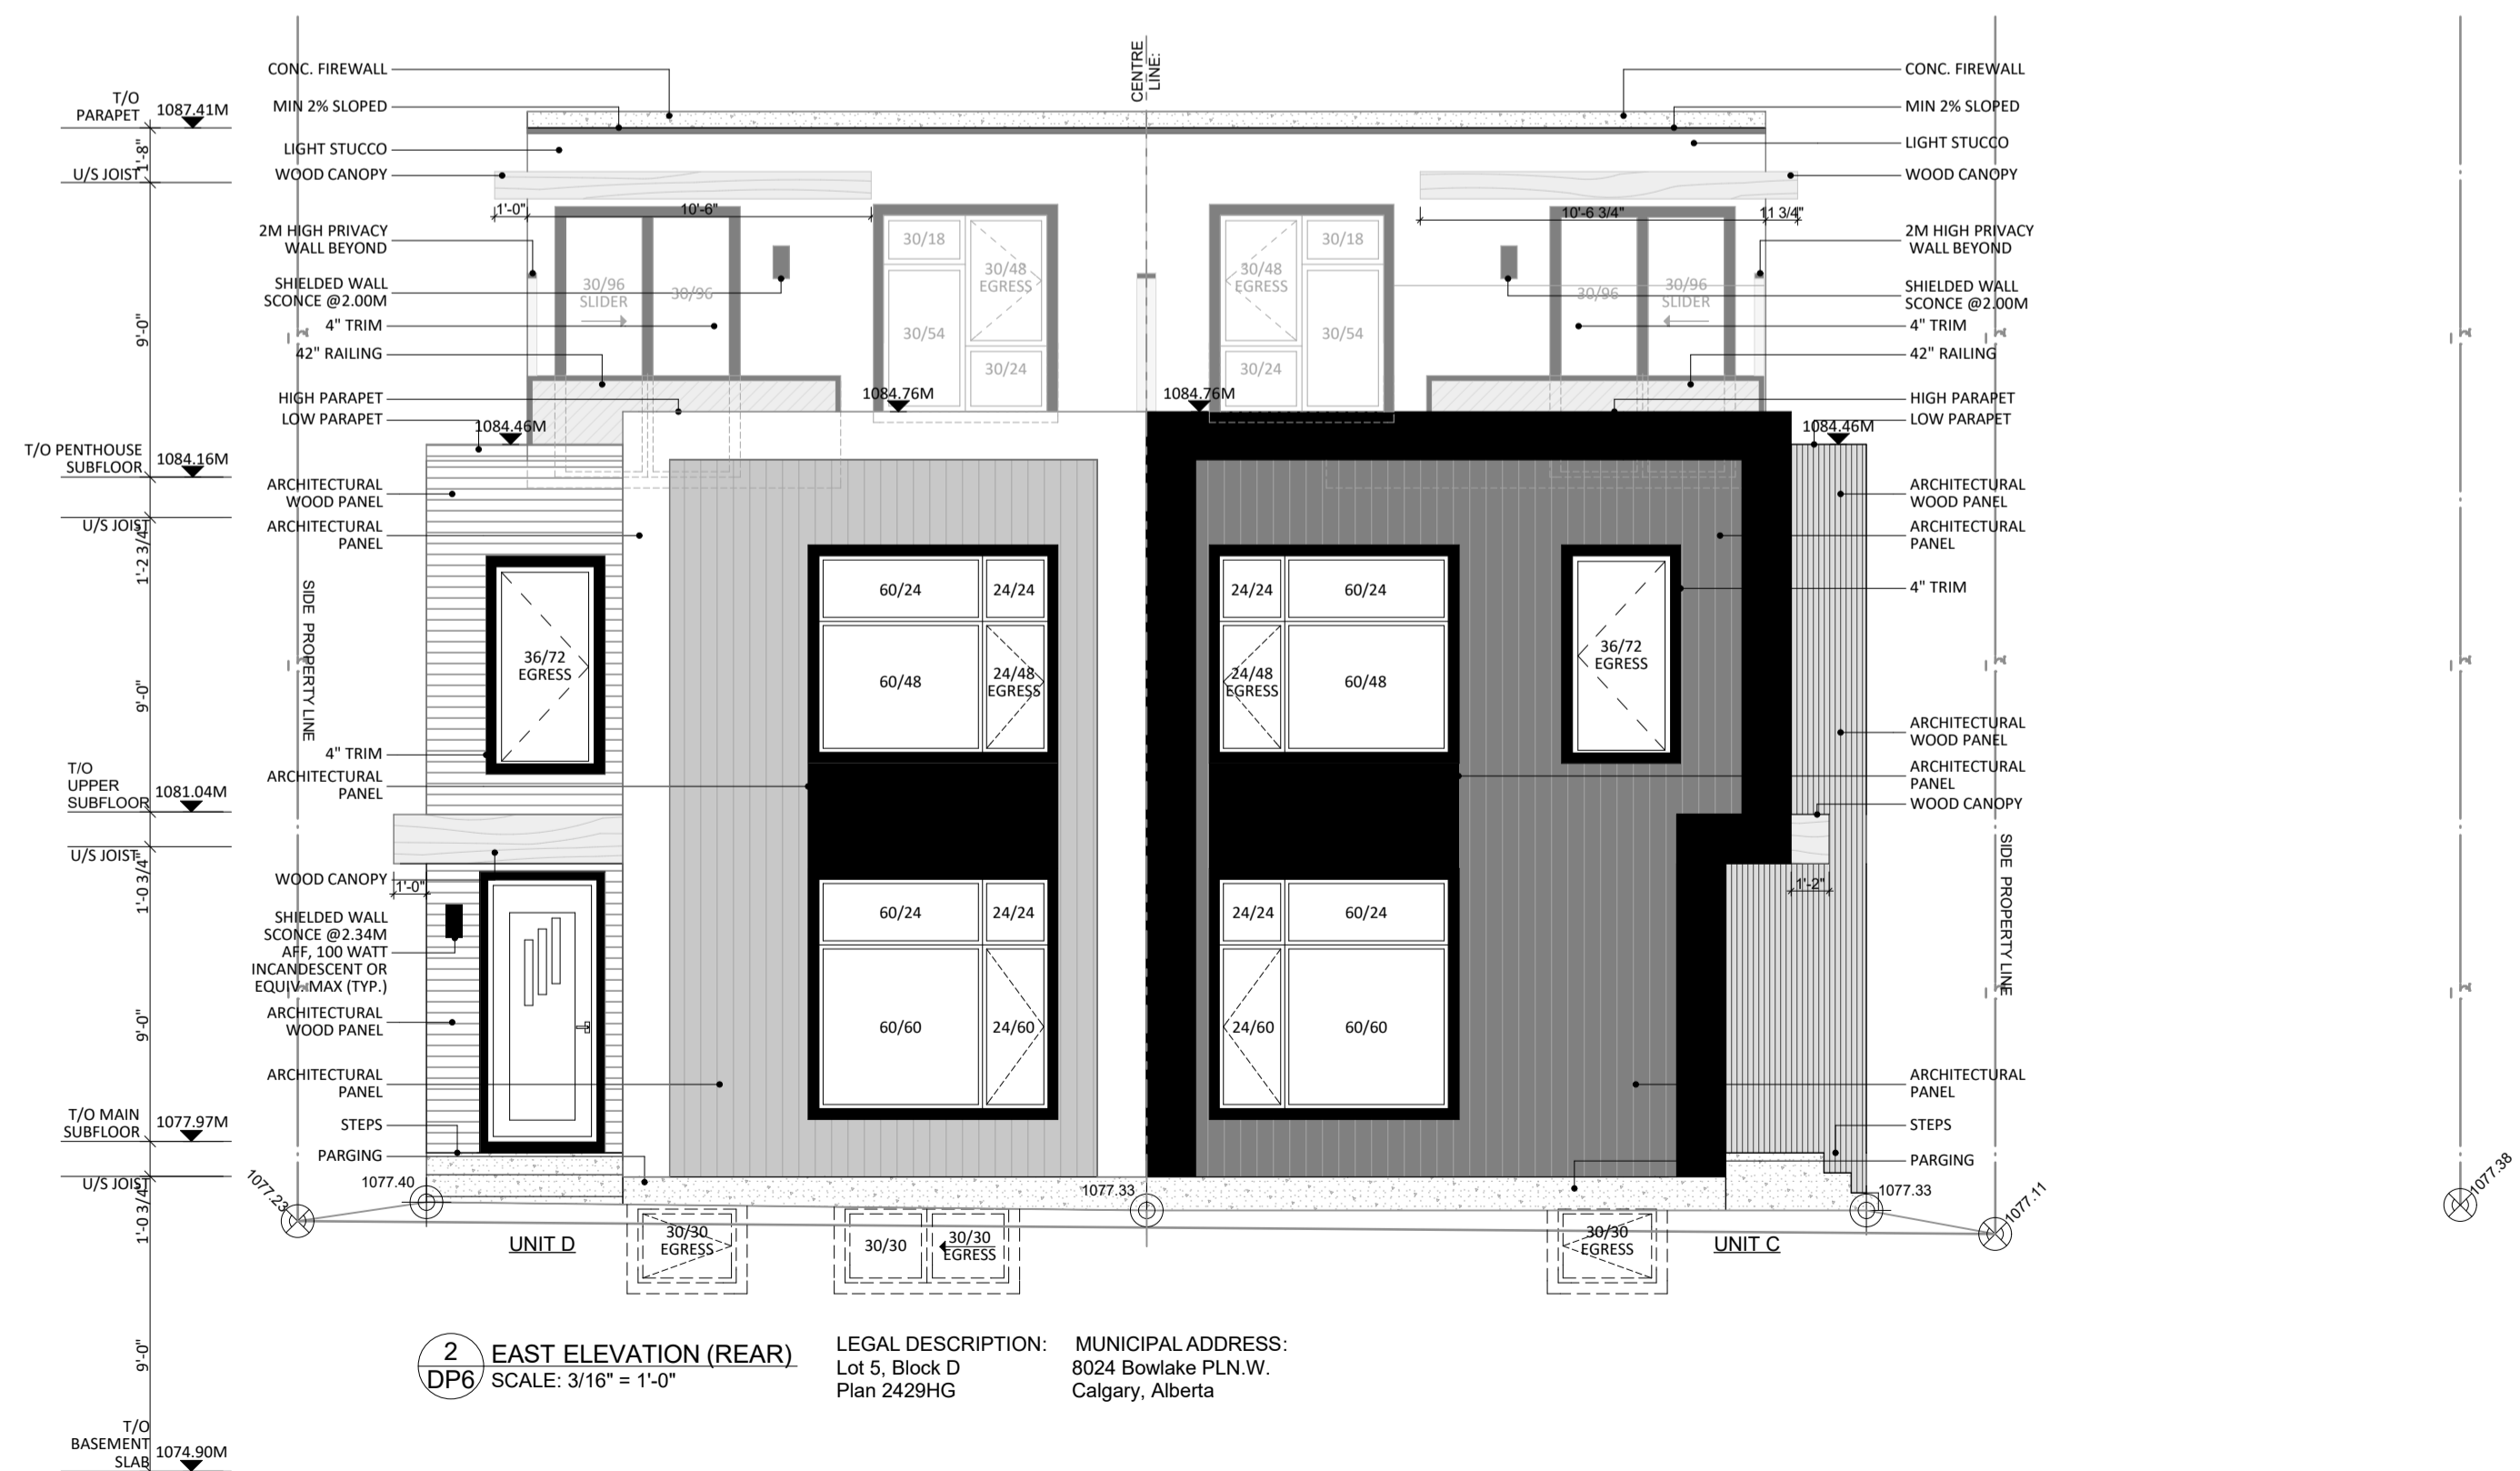 T/O
PARAPET 1087.41M
1'-8"
U/S JOIST
9'-0"
T/O PENTHOUSE
SUBFLOOR 1084.16M
U/S JOIST
1'-2 3/4"
9'-0"
T/O
UPPER
SUBFLOOR 1081.04M
U/S JOIST
1'-0 3/4"
9'-0"
T/O MAIN
SUBFLOOR 1077.97M
U/S JOIST
1'-0 3/4"
9'-0"
T/O
BASEMENT
SLAB 1074.90M
CONC. FIREWALL
MIN 2% SLOPED
LIGHT STUCCO
WOOD CANOPY
2M HIGH PRIVACY
WALL BEYOND
SHIELDED WALL
SCONCE @2.00M
4" TRIM
42" RAILING
HIGH PARAPET
LOW PARAPET
ARCHITECTURAL
WOOD PANEL
ARCHITECTURAL
PANEL
SIDE PROPERTY LINE
4" TRIM
ARCHITECTURAL
PANEL
WOOD CANOPY
1'-0"
SHIELDED WALL
SCONCE @2.34M
AFF, 100 WATT
INCANDESCENT OR
EQUIV. MAX (TYP.)
ARCHITECTURAL
WOOD PANEL
ARCHITECTURAL
PANEL
STEPS
PARGING
1077.23
1077.40
CENTRE
LINE:
1'-0"
10'-6"
10'-6 3/4"
11 3/4"
30/96
SLIDER
30/96
30/18
30/54
30/48
EGRESS
30/24
30/48
EGRESS
30/24
30/18
30/54
30/96
30/96
SLIDER
1084.76M
1084.76M
1084.46M
1084.46M
36/72
EGRESS
60/24
24/24
60/48
24/48
EGRESS
24/24
60/24
24/48
EGRESS
60/48
36/72
EGRESS
60/24
24/24
60/60
24/60
24/24
60/24
24/60
60/60
1'-2"
1077.33
1077.33
1077.11
1077.38
CONC. FIREWALL
MIN 2% SLOPED
LIGHT STUCCO
WOOD CANOPY
2M HIGH PRIVACY
WALL BEYOND
SHIELDED WALL
SCONCE @2.00M
4" TRIM
42" RAILING
HIGH PARAPET
LOW PARAPET
ARCHITECTURAL
WOOD PANEL
ARCHITECTURAL
PANEL
4" TRIM
ARCHITECTURAL
WOOD PANEL
ARCHITECTURAL
PANEL
WOOD CANOPY
SIDE PROPERTY LINE
ARCHITECTURAL
PANEL
STEPS
PARGING
UNIT D
30/30
EGRESS
30/30
30/30
EGRESS
30/30
EGRESS
UNIT C
2
DP6
EAST ELEVATION (REAR)
SCALE: 3/16" = 1'-0"
LEGAL DESCRIPTION:
Lot 5, Block D
Plan 2429HG
MUNICIPAL ADDRESS:
8024 Bowlake PLN.W.
Calgary, Alberta